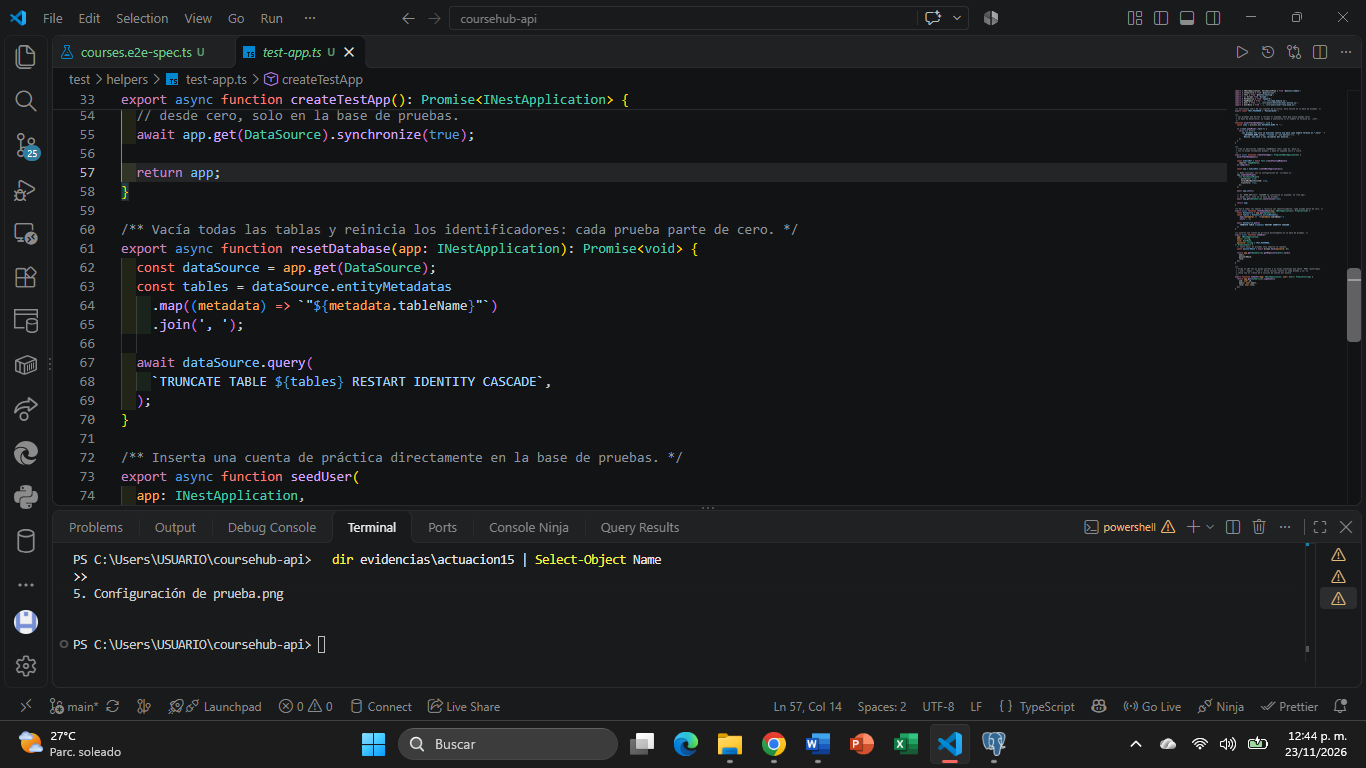 File Edit Selection View Go Run ···
coursehub-api
courses.e2e-spec.ts U
test-app.ts U
test > helpers > TS test-app.ts > createTestApp
33 export async function createTestApp(): Promise<INestApplication> {
54 // desde cero, solo en la base de pruebas.
55 await app.get(DataSource).synchronize(true);
56
57 return app;
58 }
59
60 /** Vacía todas las tablas y reinicia los identificadores: cada prueba parte de cero. */
61 export async function resetDatabase(app: INestApplication): Promise<void> {
62 const dataSource = app.get(DataSource);
63 const tables = dataSource.entityMetadatas
64 .map((metadata) => `"${metadata.tableName}"`)
65 .join(', ');
66
67 await dataSource.query(
68 `TRUNCATE TABLE ${tables} RESTART IDENTITY CASCADE`,
69 );
70 }
71
72 /** Inserta una cuenta de práctica directamente en la base de pruebas. */
73 export async function seedUser(
74 app: INestApplication,
25
Problems Output Debug Console Terminal Ports Console Ninja Query Results
powershell
PS C:\Users\USUARIO\coursehub-api> dir evidencias\actuacion15 | Select-Object Name
>>
5. Configuración de prueba.png
PS C:\Users\USUARIO\coursehub-api>
main* Launchpad 0 0 Connect Live Share Ln 57, Col 14 Spaces: 2 UTF-8 LF { } TypeScript Go Live Ninja Prettier
27°C
Parc. soleado
Buscar
12:44 p. m.
23/11/2026